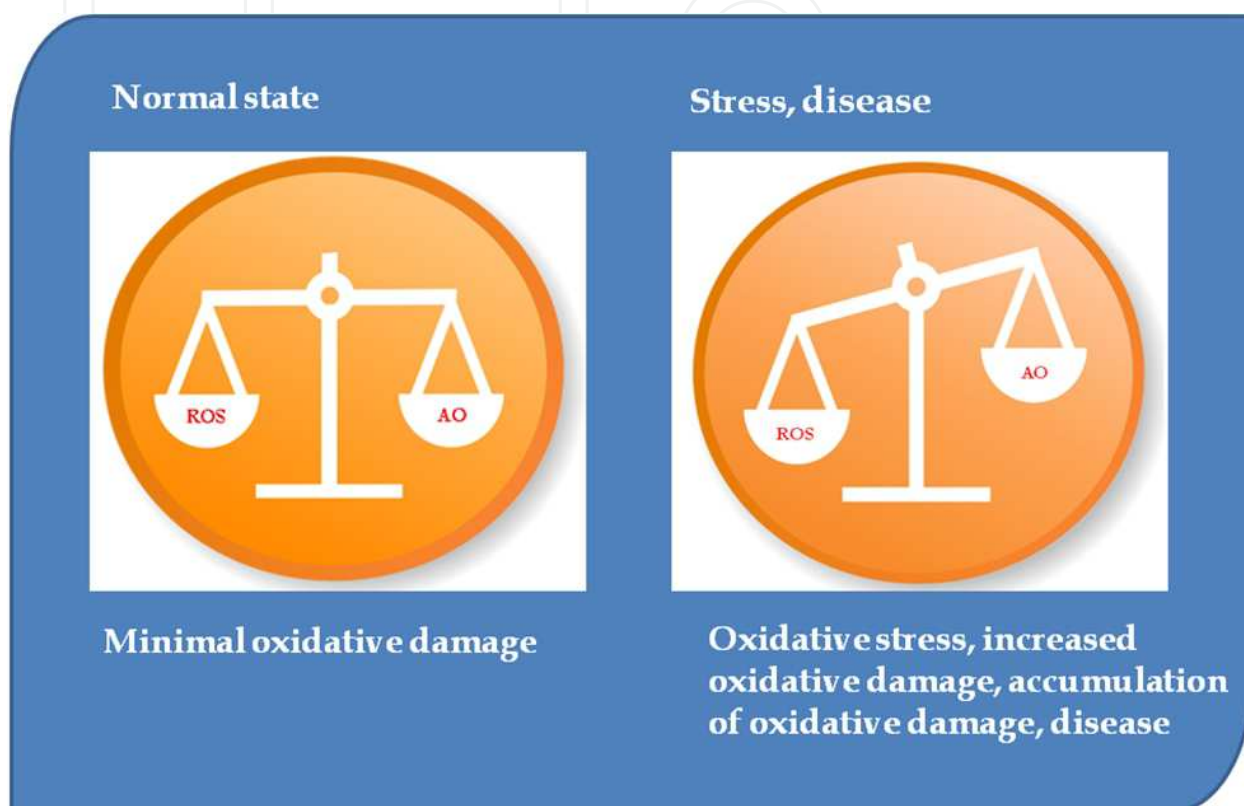 Normal state
Stress, disease
ROS
AO
ROS
AO
Minimal oxidative damage
Oxidative stress, increased
oxidative damage, accumulation
of oxidative damage, disease